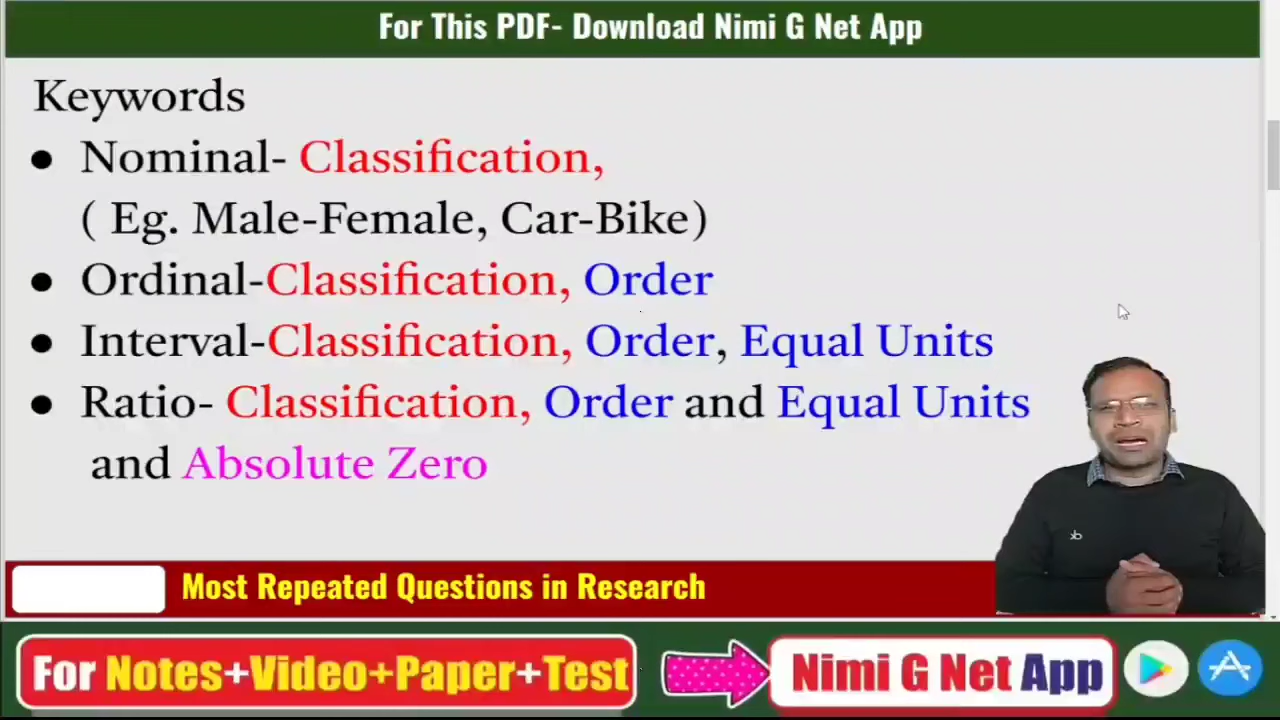 For This PDF- Download Nimi G Net App
Keywords
● Nominal- Classification,
( Eg. Male-Female, Car-Bike)
● Ordinal-Classification, Order
● Interval-Classification, Order, Equal Units
● Ratio- Classification, Order and Equal Units
and Absolute Zero
Most Repeated Questions in Research
For Notes+Video+Paper+Test
Nimi G Net App